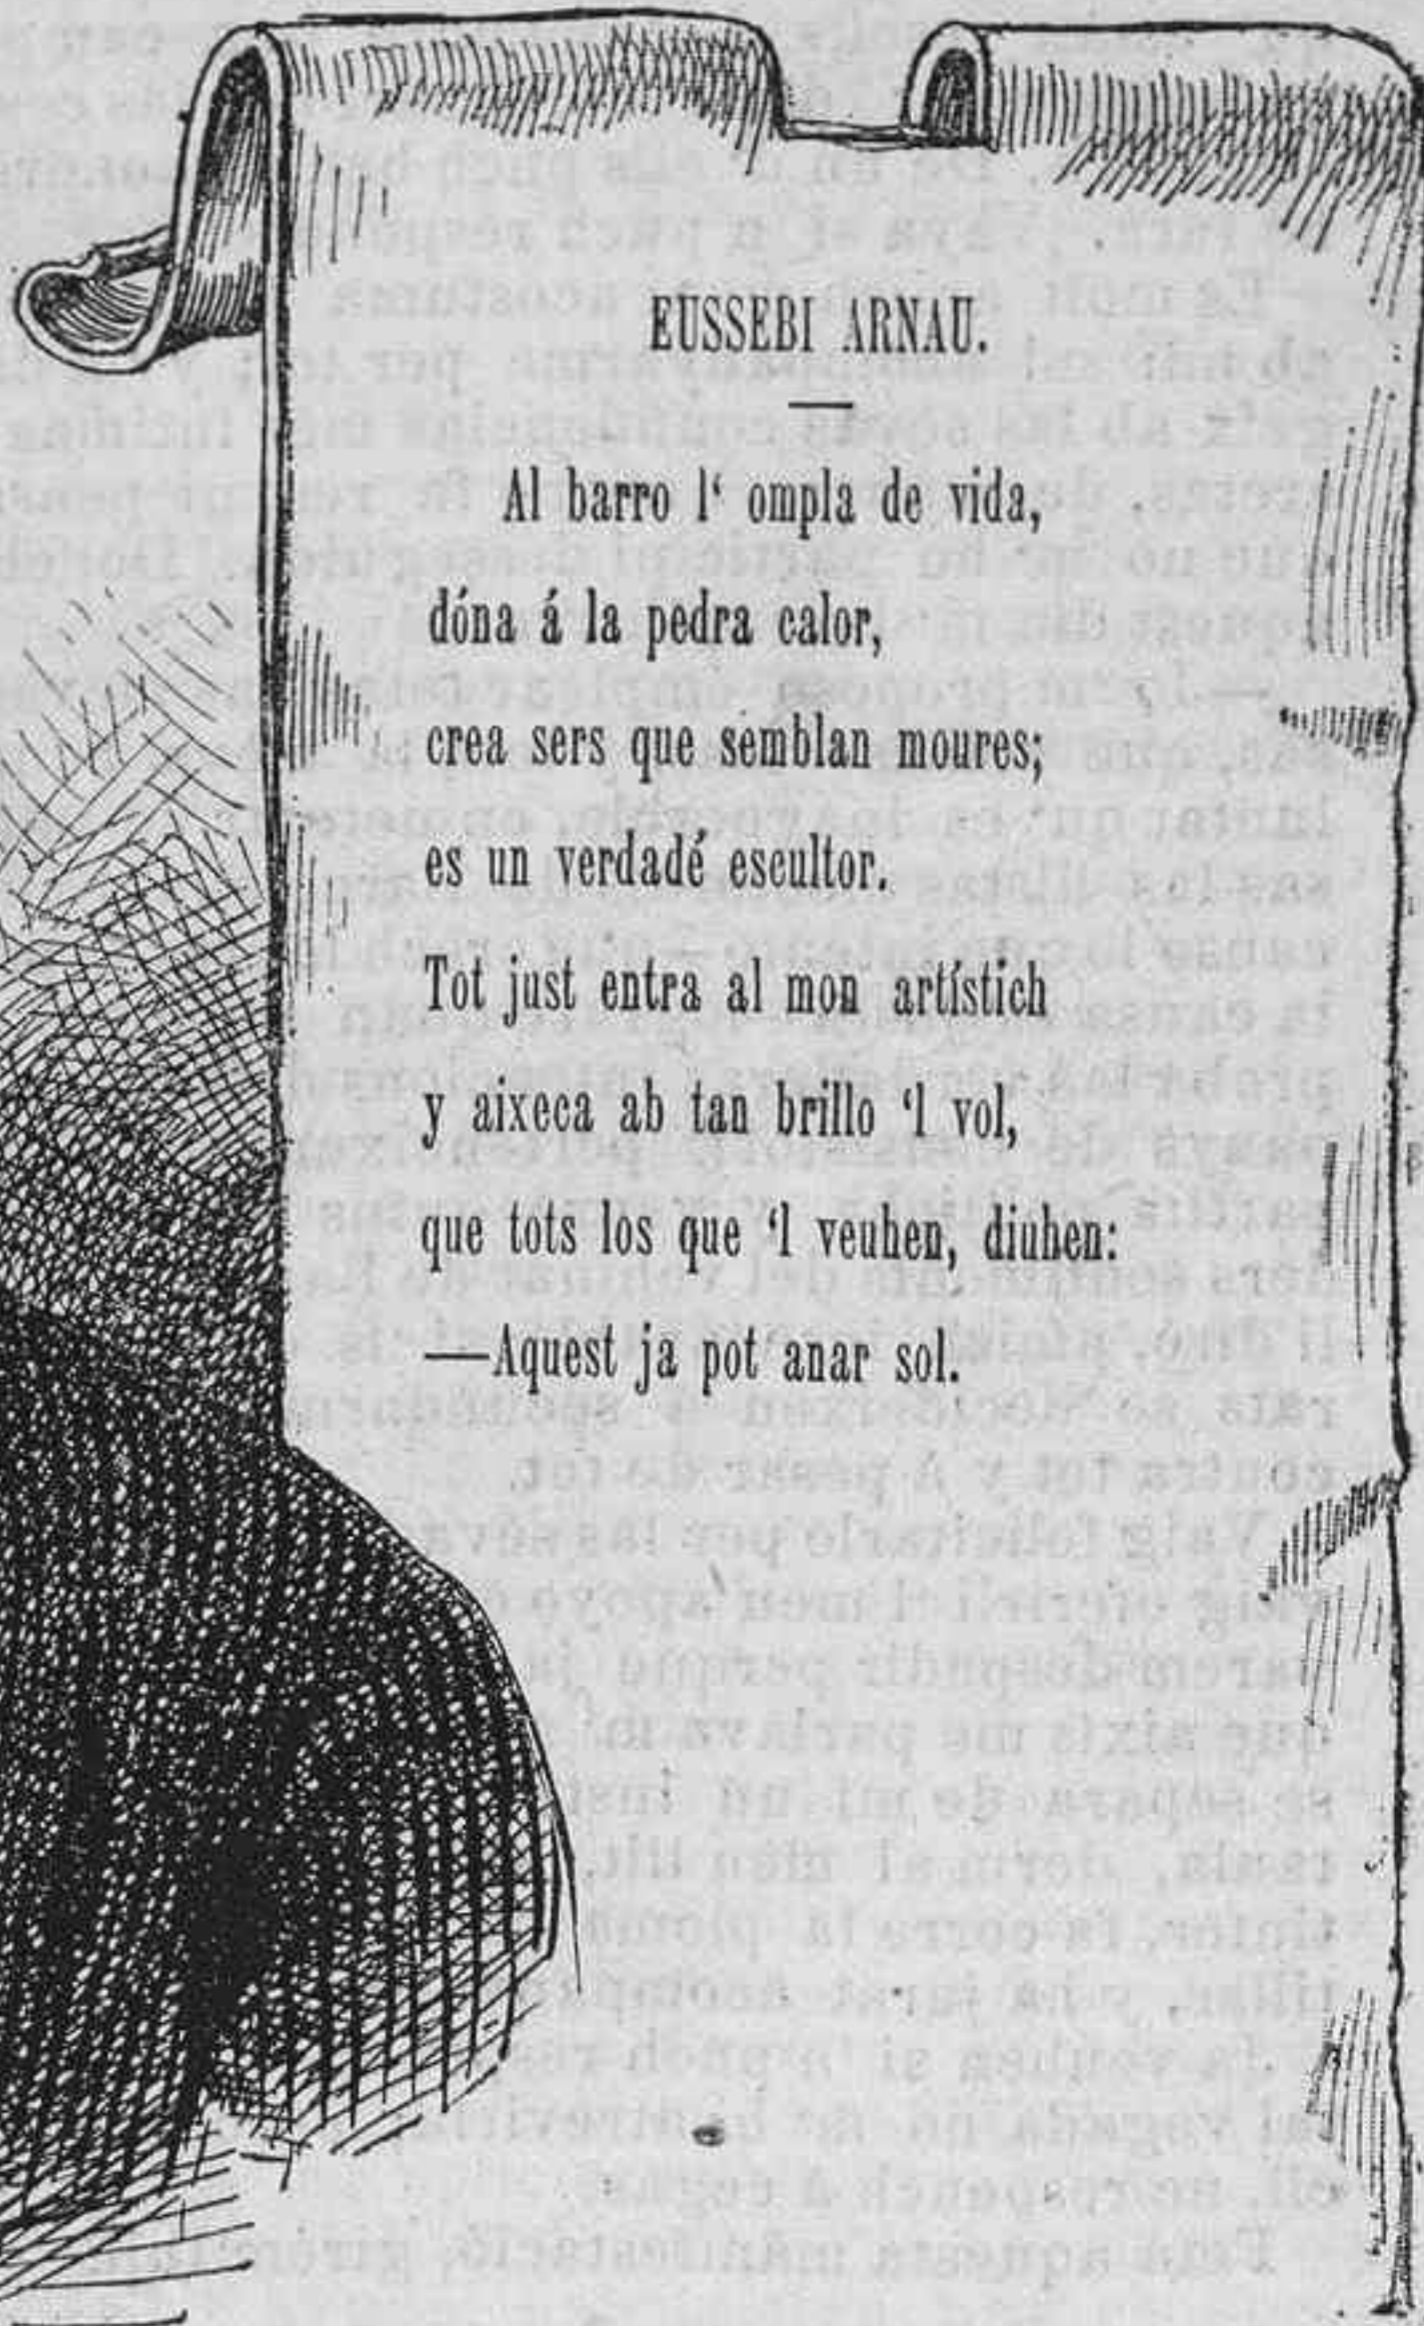 EUSSEBI ARNAU.
Al barro l‘ ompla de vida,
dóna á la pedra calor,
crea sers que semblan moures;
es un verdadé escultor.
Tot just entra al mon artístich
y aixeca ab tan brillo ‘l vol,
que tots los que ‘l veuhen, diuhen:
—Aquest ja pot anar sol.